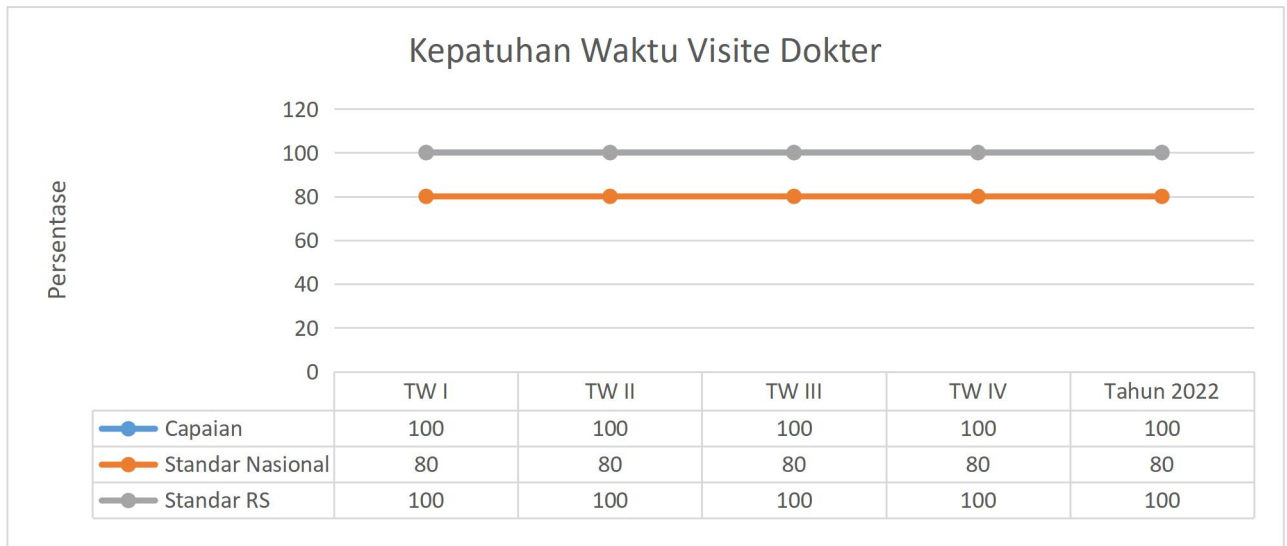 Kepatuhan Waktu Visite Dokter
120
100
80
60
40
20
0
Persentase
TW I TW II TW III TW IV Tahun 2022
Capaian 100 100 100 100 100
Standar Nasional 80 80 80 80 80
Standar RS 100 100 100 100 100